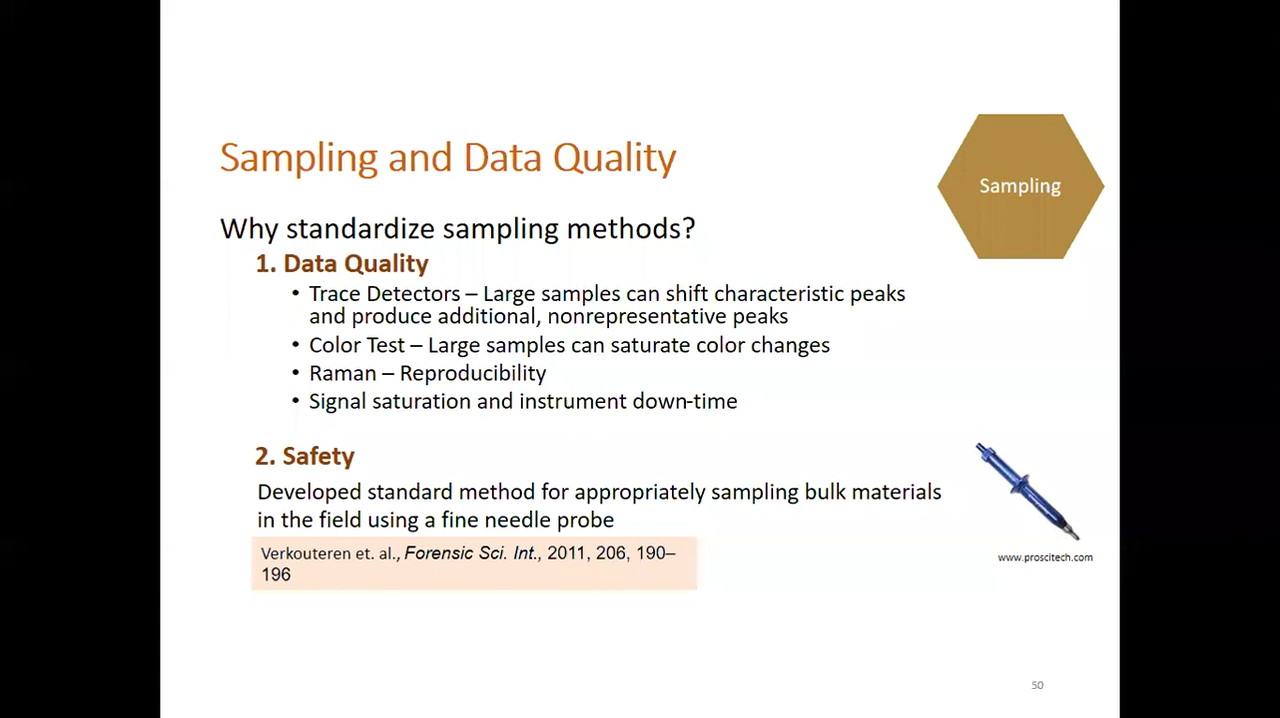 Sampling and Data Quality
Sampling
Why standardize sampling methods?
1. Data Quality
• Trace Detectors – Large samples can shift characteristic peaks
and produce additional, nonrepresentative peaks
• Color Test – Large samples can saturate color changes
• Raman – Reproducibility
• Signal saturation and instrument down-time
2. Safety
Developed standard method for appropriately sampling bulk materials
in the field using a fine needle probe
Verkouteren et. al., Forensic Sci. Int., 2011, 206, 190–
196
www.proscitech.com
50